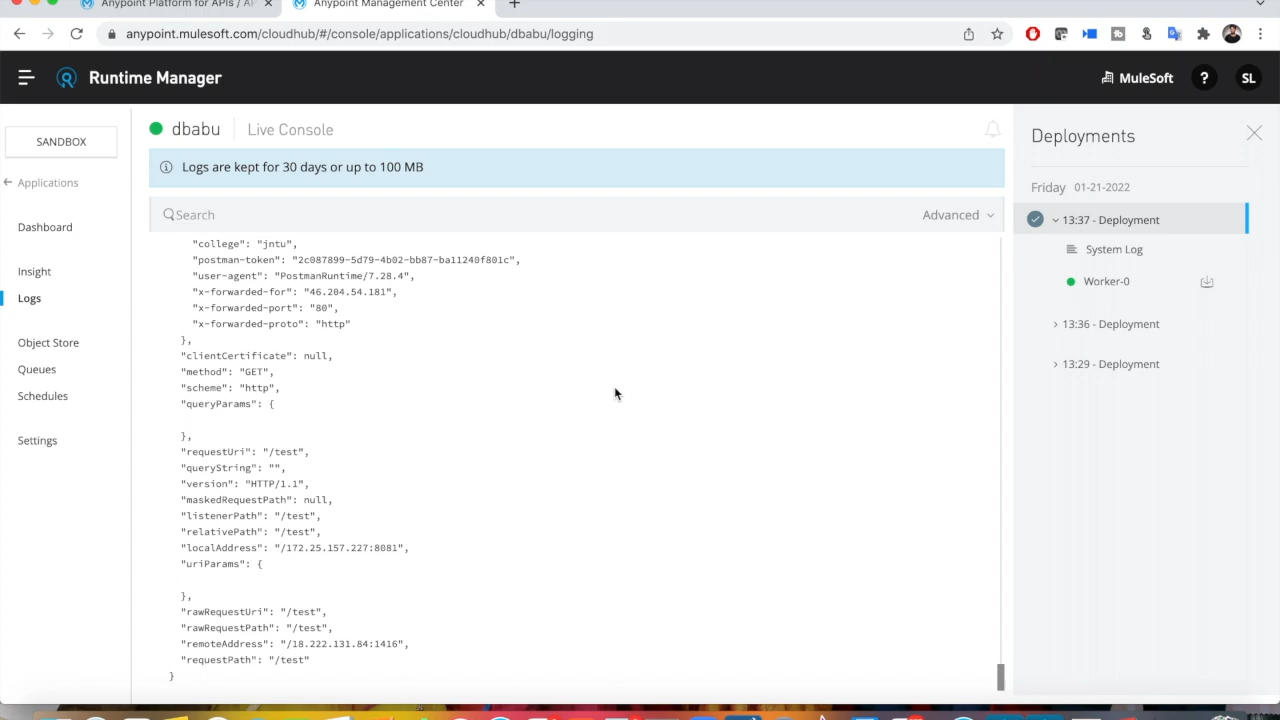 Anypoint Platform for APIs / AP
Anypoint Management Center
anypoint.mulesoft.com/cloudhub/#/console/applications/cloudhub/dbabu/logging
Runtime Manager
MuleSoft
?
SL
SANDBOX
Applications
Dashboard
Insight
Logs
Object Store
Queues
Schedules
Settings
dbabu
Live Console
Logs are kept for 30 days or up to 100 MB
Search
Advanced
"college": "jntu",
"postman-token": "2c087899-5d79-4b02-bb87-ba11240f801c",
"user-agent": "PostmanRuntime/7.28.4",
"x-forwarded-for": "46.204.54.181",
"x-forwarded-port": "80",
"x-forwarded-proto": "http"
},
"clientCertificate": null,
"method": "GET",
"scheme": "http",
"queryParams": {
},
"requestUri": "/test",
"queryString": "",
"version": "HTTP/1.1",
"maskedRequestPath": null,
"listenerPath": "/test",
"relativePath": "/test",
"localAddress": "/172.25.157.227:8081",
"uriParams": {
},
"rawRequestUri": "/test",
"rawRequestPath": "/test",
"remoteAddress": "/18.222.131.84:1416",
"requestPath": "/test"
}
Deployments
Friday 01-21-2022
13:37 - Deployment
System Log
Worker-0
13:36 - Deployment
13:29 - Deployment